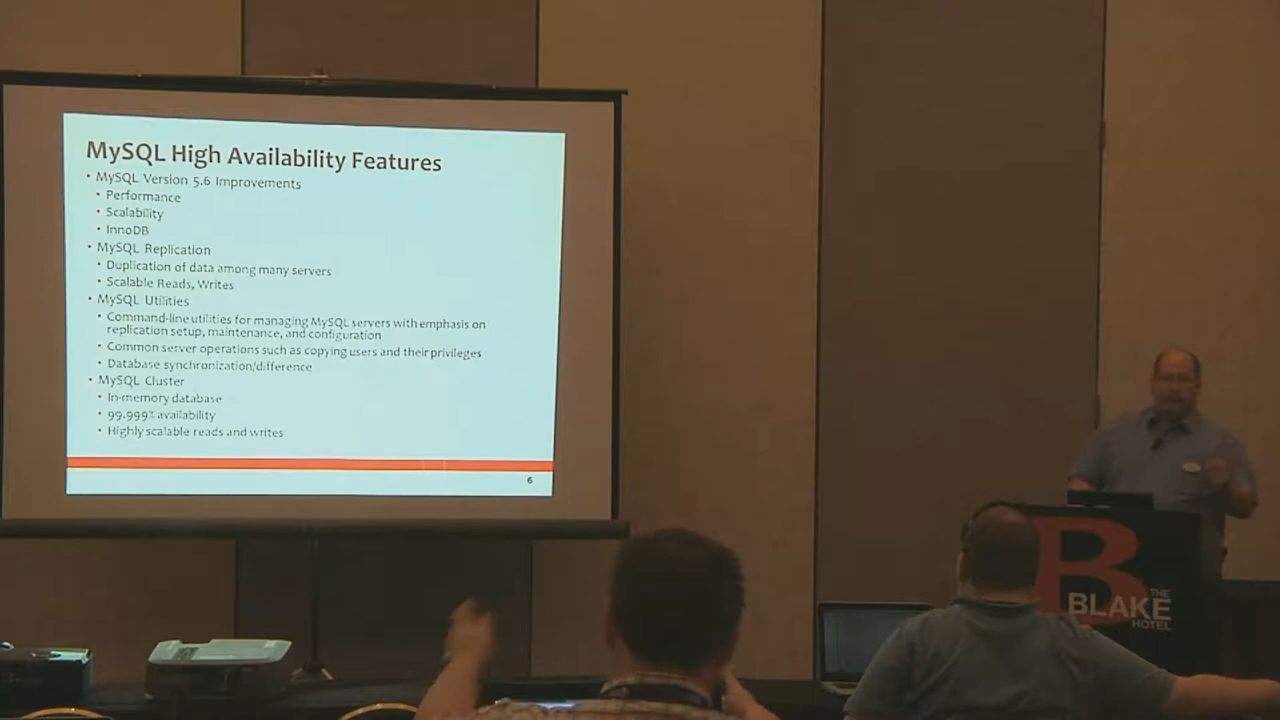 MySQL High Availability Features
• MySQL Version 5.6 Improvements
• Performance
• Scalability
• InnoDB
• MySQL Replication
• Duplication of data among many servers
• Scalable Reads, Writes
• MySQL Utilities
• Command-line utilities for managing MySQL servers with emphasis on
replication setup, maintenance, and configuration
• Common server operations such as copying users and their privileges
• Database synchronization/difference
• MySQL Cluster
• In-memory database
• 99.999% availability
• Highly scalable reads and writes
6
B
THE
BLAKE
HOTEL